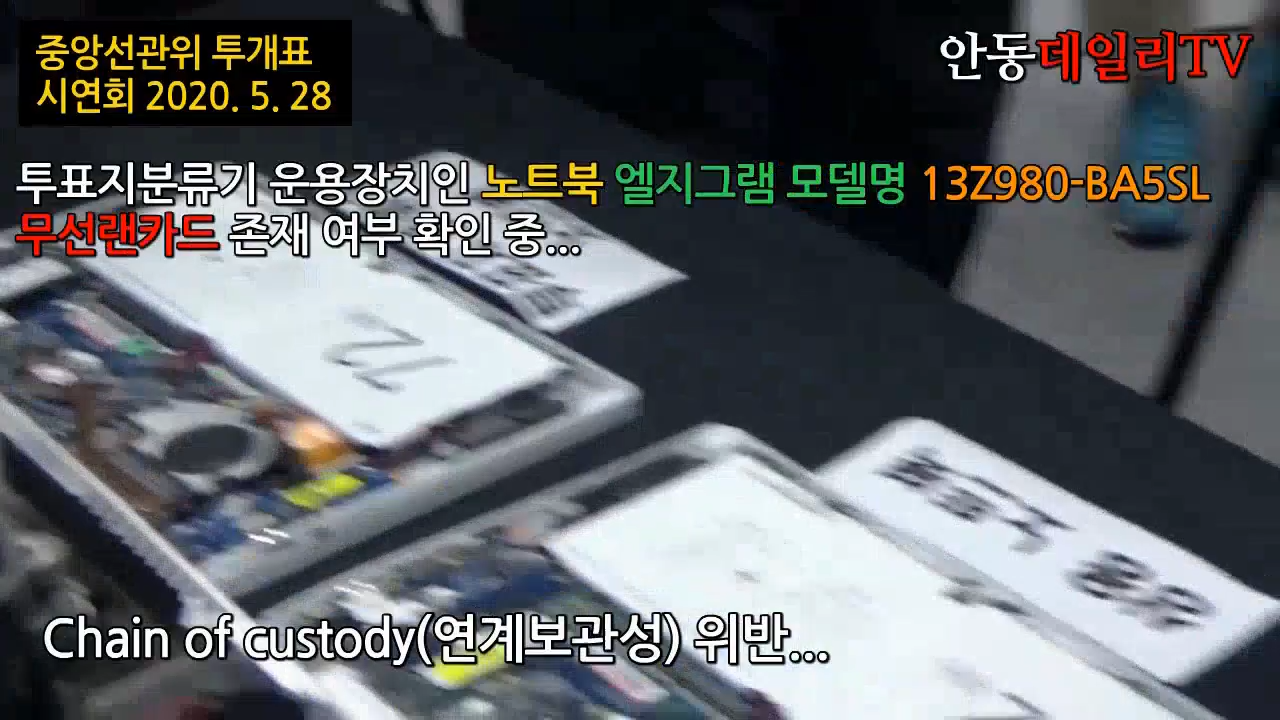 중앙선관위 투개표
시연회 2020. 5. 28
안동데일리TV
투표지분류기 운용장치인 노트북 엘지그램 모델명 13Z980-BA5SL
무선랜카드 존재 여부 확인 중...
72
Chain of custody(연계보관성) 위반...